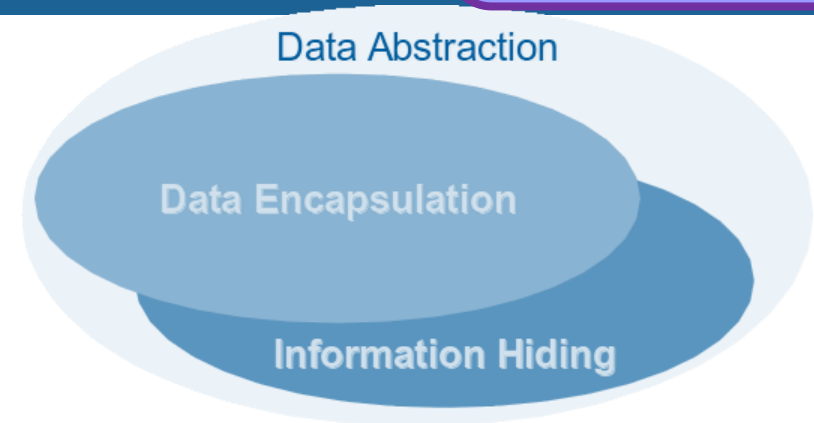 Data Abstraction
Data Encapsulation
Information Hiding